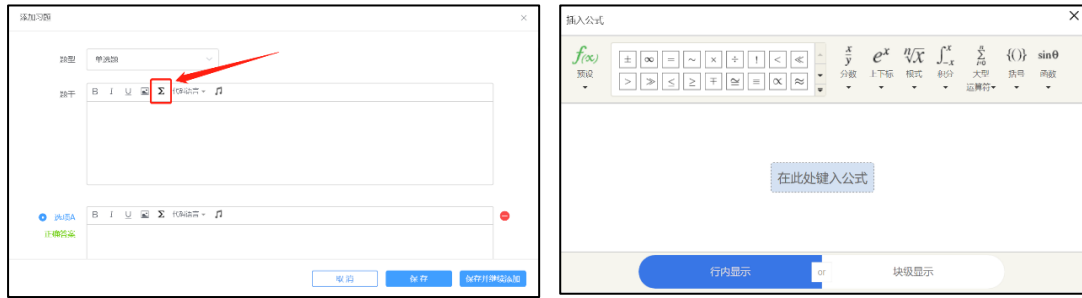 添加习题
题型 单选题
题干 B I U Σ 代码语言
选项A B I U Σ 代码语言
正确答案
取消 保存 保存并继续添加
插入公式
f(x) 预设
± ∞ = ~ × ÷ ! < ≪
> ≫ ≤ ≥ ∓ ≅ ≡ ∝ ≈
x/y e^x n√x ∫_-x^x Σ i=0 n {()} sinθ
分数 上下标 根式 积分 大型运算符 括号 函数
在此处键入公式
行内显示 or 块级显示